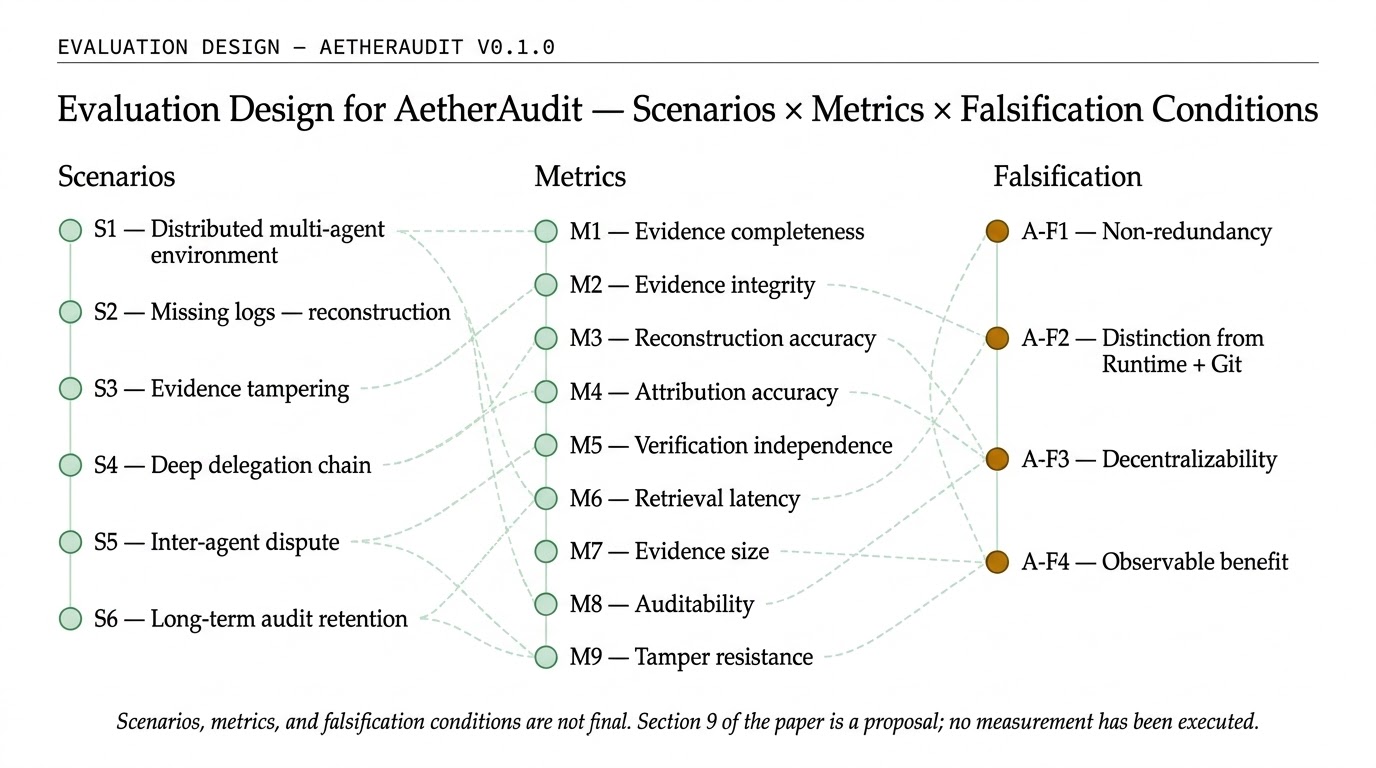 EVALUATION DESIGN – AETHERAUDIT V0.1.0
Evaluation Design for AetherAudit — Scenarios × Metrics × Falsification Conditions
Scenarios
S1 — Distributed multi-agent
environment
S2 — Missing logs — reconstruction
S3 — Evidence tampering
S4 — Deep delegation chain
S5 — Inter-agent dispute
S6 — Long-term audit retention
Metrics
M1 — Evidence completeness
M2 — Evidence integrity
M3 — Reconstruction accuracy
M4 — Attribution accuracy
M5 — Verification independence
M6 — Retrieval latency
M7 — Evidence size
M8 — Auditability
M9 — Tamper resistance
Falsification
A-F1 — Non-redundancy
A-F2 — Distinction from
Runtime + Git
A-F3 — Decentralizability
A-F4 — Observable benefit
Scenarios, metrics, and falsification conditions are not final. Section 9 of the paper is a proposal; no measurement has been executed.